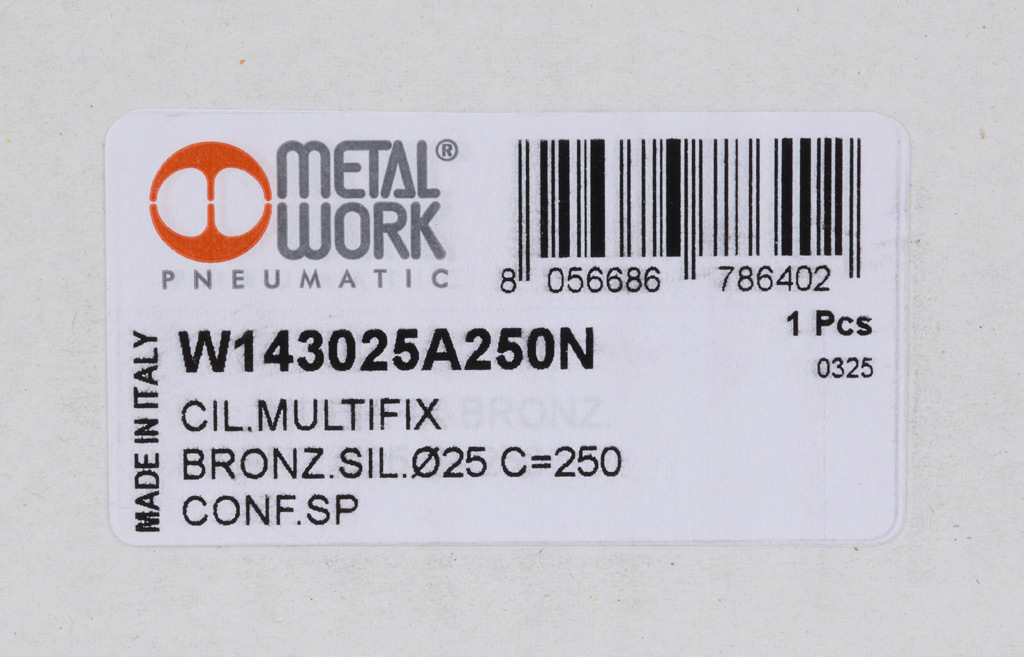 METAL®
WORK
PNEUMATIC
8 056686 786402
1 Pcs
0325
W143025A250N
MADE IN ITALY
CIL.MULTIFIX
BRONZ.SIL.Ø25 C=250
CONF.SP
BRONZ.